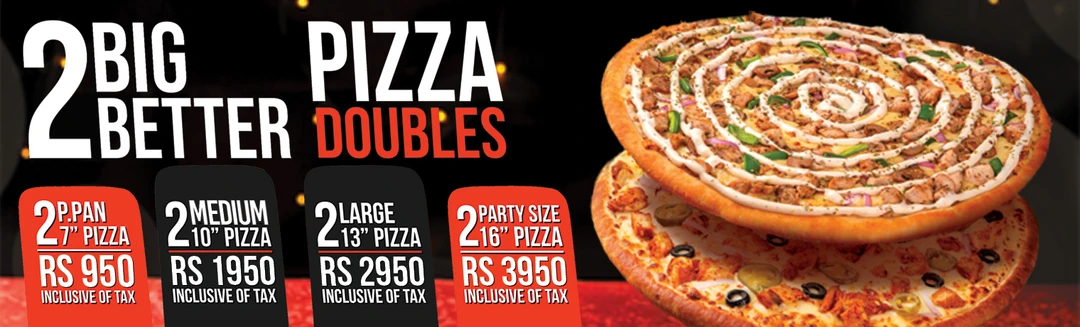 2 BIG
BETTER
PIZZA
DOUBLES
2 P.PAN
7” PIZZA
RS 950
INCLUSIVE OF TAX
2 MEDIUM
10” PIZZA
RS 1950
INCLUSIVE OF TAX
2 LARGE
13” PIZZA
RS 2950
INCLUSIVE OF TAX
2 PARTY SIZE
16” PIZZA
RS 3950
INCLUSIVE OF TAX